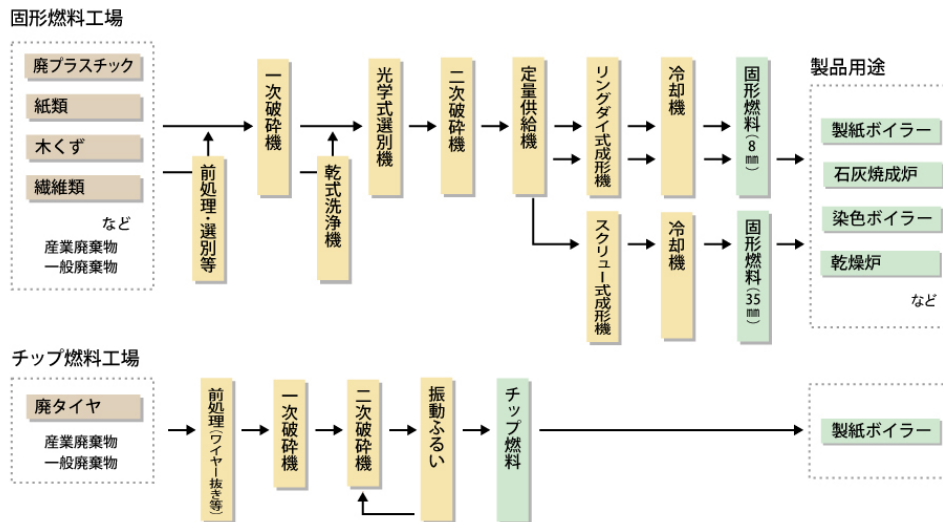 固形燃料工場
廃プラスチック
紙類
木くず
繊維類
など
産業廃棄物
一般廃棄物
前処理・選別等
一次破砕機
乾式洗浄機
光学式選別機
二次破砕機
定量供給機
リングダイ式成形機
冷却機
固形燃料(8㎜)
スクリュー式成形機
冷却機
固形燃料(35㎜)
製品用途
製紙ボイラー
石灰焼成炉
染色ボイラー
乾燥炉
など
チップ燃料工場
廃タイヤ
産業廃棄物
一般廃棄物
前処理(ワイヤー抜き等)
一次破砕機
二次破砕機
振動ふるい
チップ燃料
製紙ボイラー